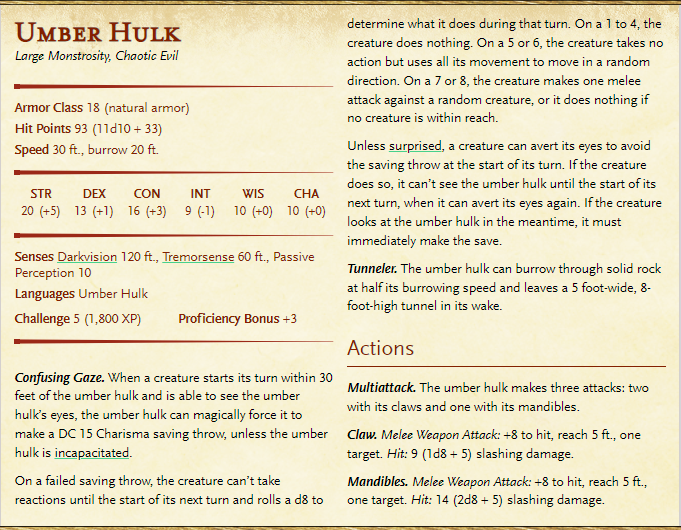 Umber Hulk
Large Monstrosity, Chaotic Evil
Armor Class 18 (natural armor)
Hit Points 93 (11d10 + 33)
Speed 30 ft., burrow 20 ft.
STR DEX CON INT WIS CHA
20 (+5) 13 (+1) 16 (+3) 9 (-1) 10 (+0) 10 (+0)
Senses Darkvision 120 ft., Tremorsense 60 ft., Passive
Perception 10
Languages Umber Hulk
Challenge 5 (1,800 XP) Proficiency Bonus +3
Confusing Gaze. When a creature starts its turn within 30
feet of the umber hulk and is able to see the umber
hulk's eyes, the umber hulk can magically force it to
make a DC 15 Charisma saving throw, unless the umber
hulk is incapacitated.
On a failed saving throw, the creature can't take
reactions until the start of its next turn and rolls a d8 to
determine what it does during that turn. On a 1 to 4, the
creature does nothing. On a 5 or 6, the creature takes no
action but uses all its movement to move in a random
direction. On a 7 or 8, the creature makes one melee
attack against a random creature, or it does nothing if
no creature is within reach.
Unless surprised, a creature can avert its eyes to avoid
the saving throw at the start of its turn. If the creature
does so, it can't see the umber hulk until the start of its
next turn, when it can avert its eyes again. If the creature
looks at the umber hulk in the meantime, it must
immediately make the save.
Tunneler. The umber hulk can burrow through solid rock
at half its burrowing speed and leaves a 5 foot-wide, 8-
foot-high tunnel in its wake.
Actions
Multiattack. The umber hulk makes three attacks: two
with its claws and one with its mandibles.
Claw. Melee Weapon Attack: +8 to hit, reach 5 ft., one
target. Hit: 9 (1d8 + 5) slashing damage.
Mandibles. Melee Weapon Attack: +8 to hit, reach 5 ft.,
one target. Hit: 14 (2d8 + 5) slashing damage.